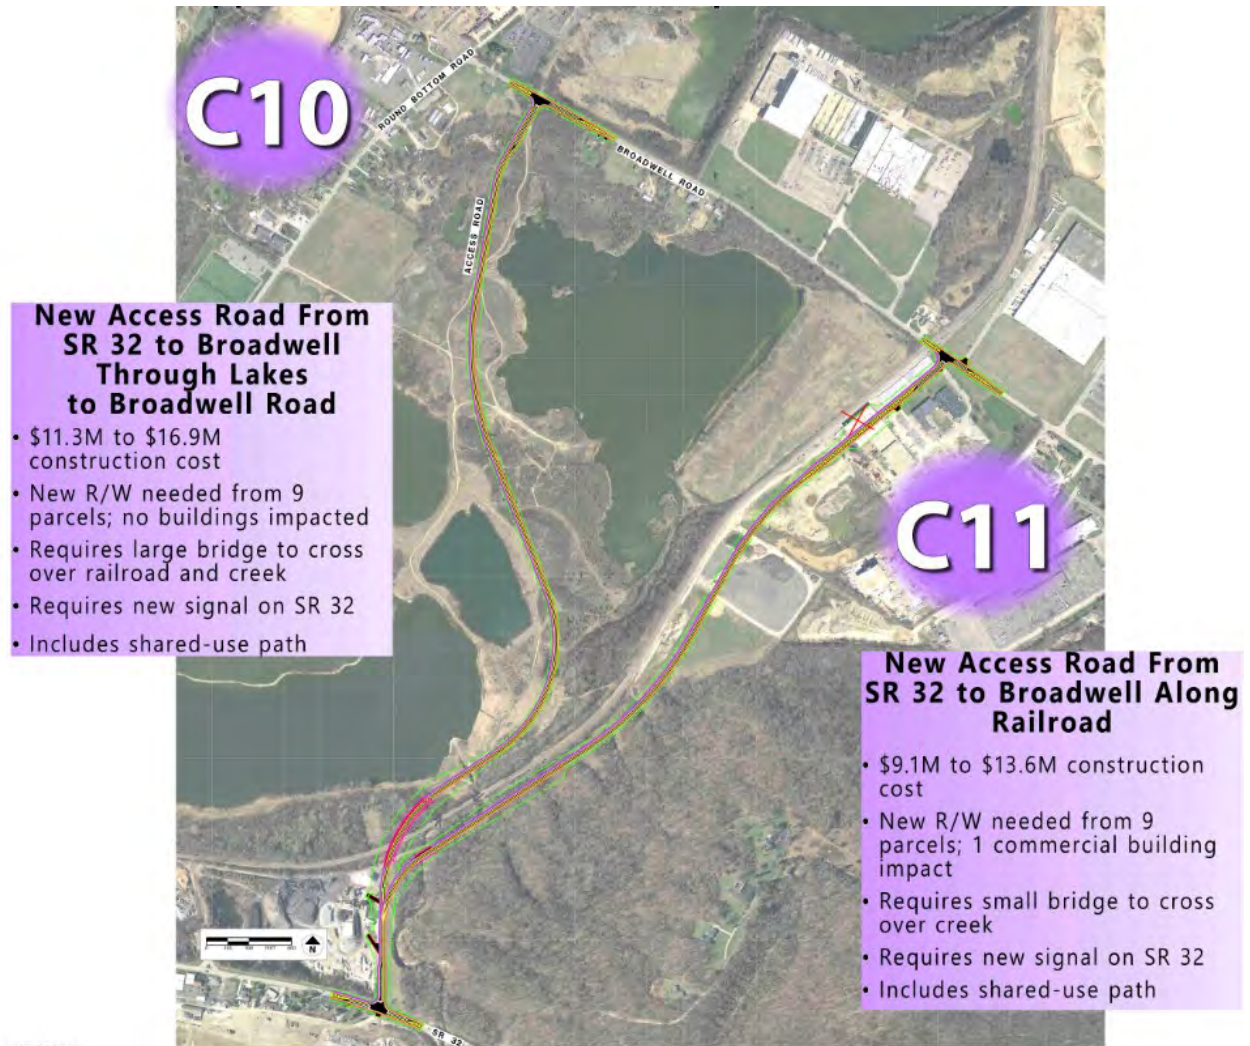 C10
ROUND BOTTOM ROAD
BROADWELL ROAD
ACCESS ROAD
New Access Road From
SR 32 to Broadwell
Through Lakes
to Broadwell Road
• $11.3M to $16.9M
construction cost
• New R/W needed from 9
parcels; no buildings impacted
• Requires large bridge to cross
over railroad and creek
• Requires new signal on SR 32
• Includes shared-use path
C11
New Access Road From
SR 32 to Broadwell Along
Railroad
• $9.1M to $13.6M construction
cost
• New R/W needed from 9
parcels; 1 commercial building
impact
• Requires small bridge to cross
over creek
• Requires new signal on SR 32
• Includes shared-use path
N
SR 32